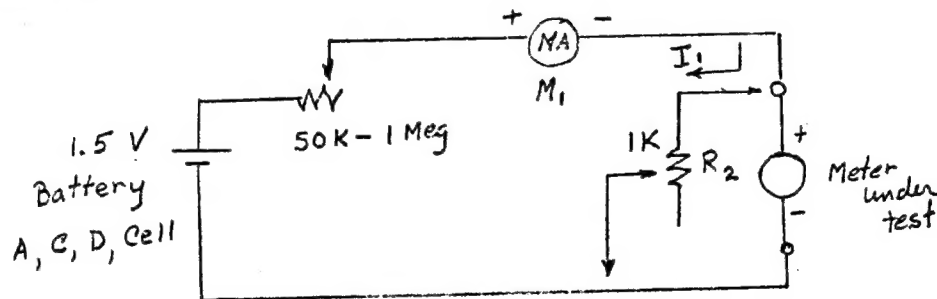 + MA -
M1
I1
50K - 1 Meg
1.5 V
Battery
A, C, D, Cell
1K
R2
+
-
Meter
under
test